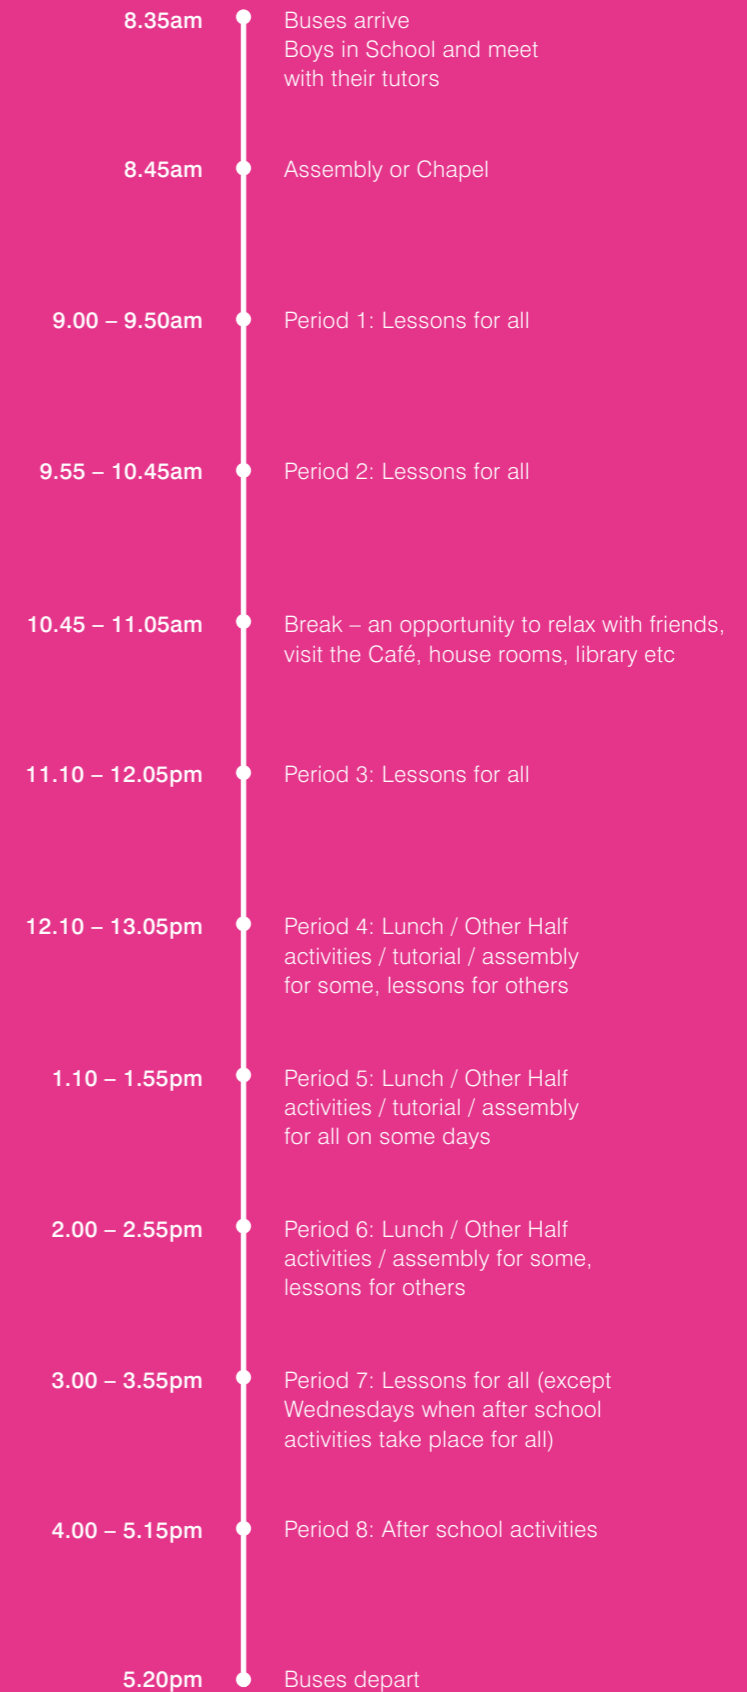 8.35am Buses arrive
Boys in School and meet
with their tutors
8.45am Assembly or Chapel
9.00 – 9.50am Period 1: Lessons for all
9.55 – 10.45am Period 2: Lessons for all
10.45 – 11.05am Break – an opportunity to relax with friends,
visit the Café, house rooms, library etc
11.10 – 12.05pm Period 3: Lessons for all
12.10 – 13.05pm Period 4: Lunch / Other Half
activities / tutorial / assembly
for some, lessons for others
1.10 – 1.55pm Period 5: Lunch / Other Half
activities / tutorial / assembly
for all on some days
2.00 – 2.55pm Period 6: Lunch / Other Half
activities / assembly for some,
lessons for others
3.00 – 3.55pm Period 7: Lessons for all (except
Wednesdays when after school
activities take place for all)
4.00 – 5.15pm Period 8: After school activities
5.20pm Buses depart